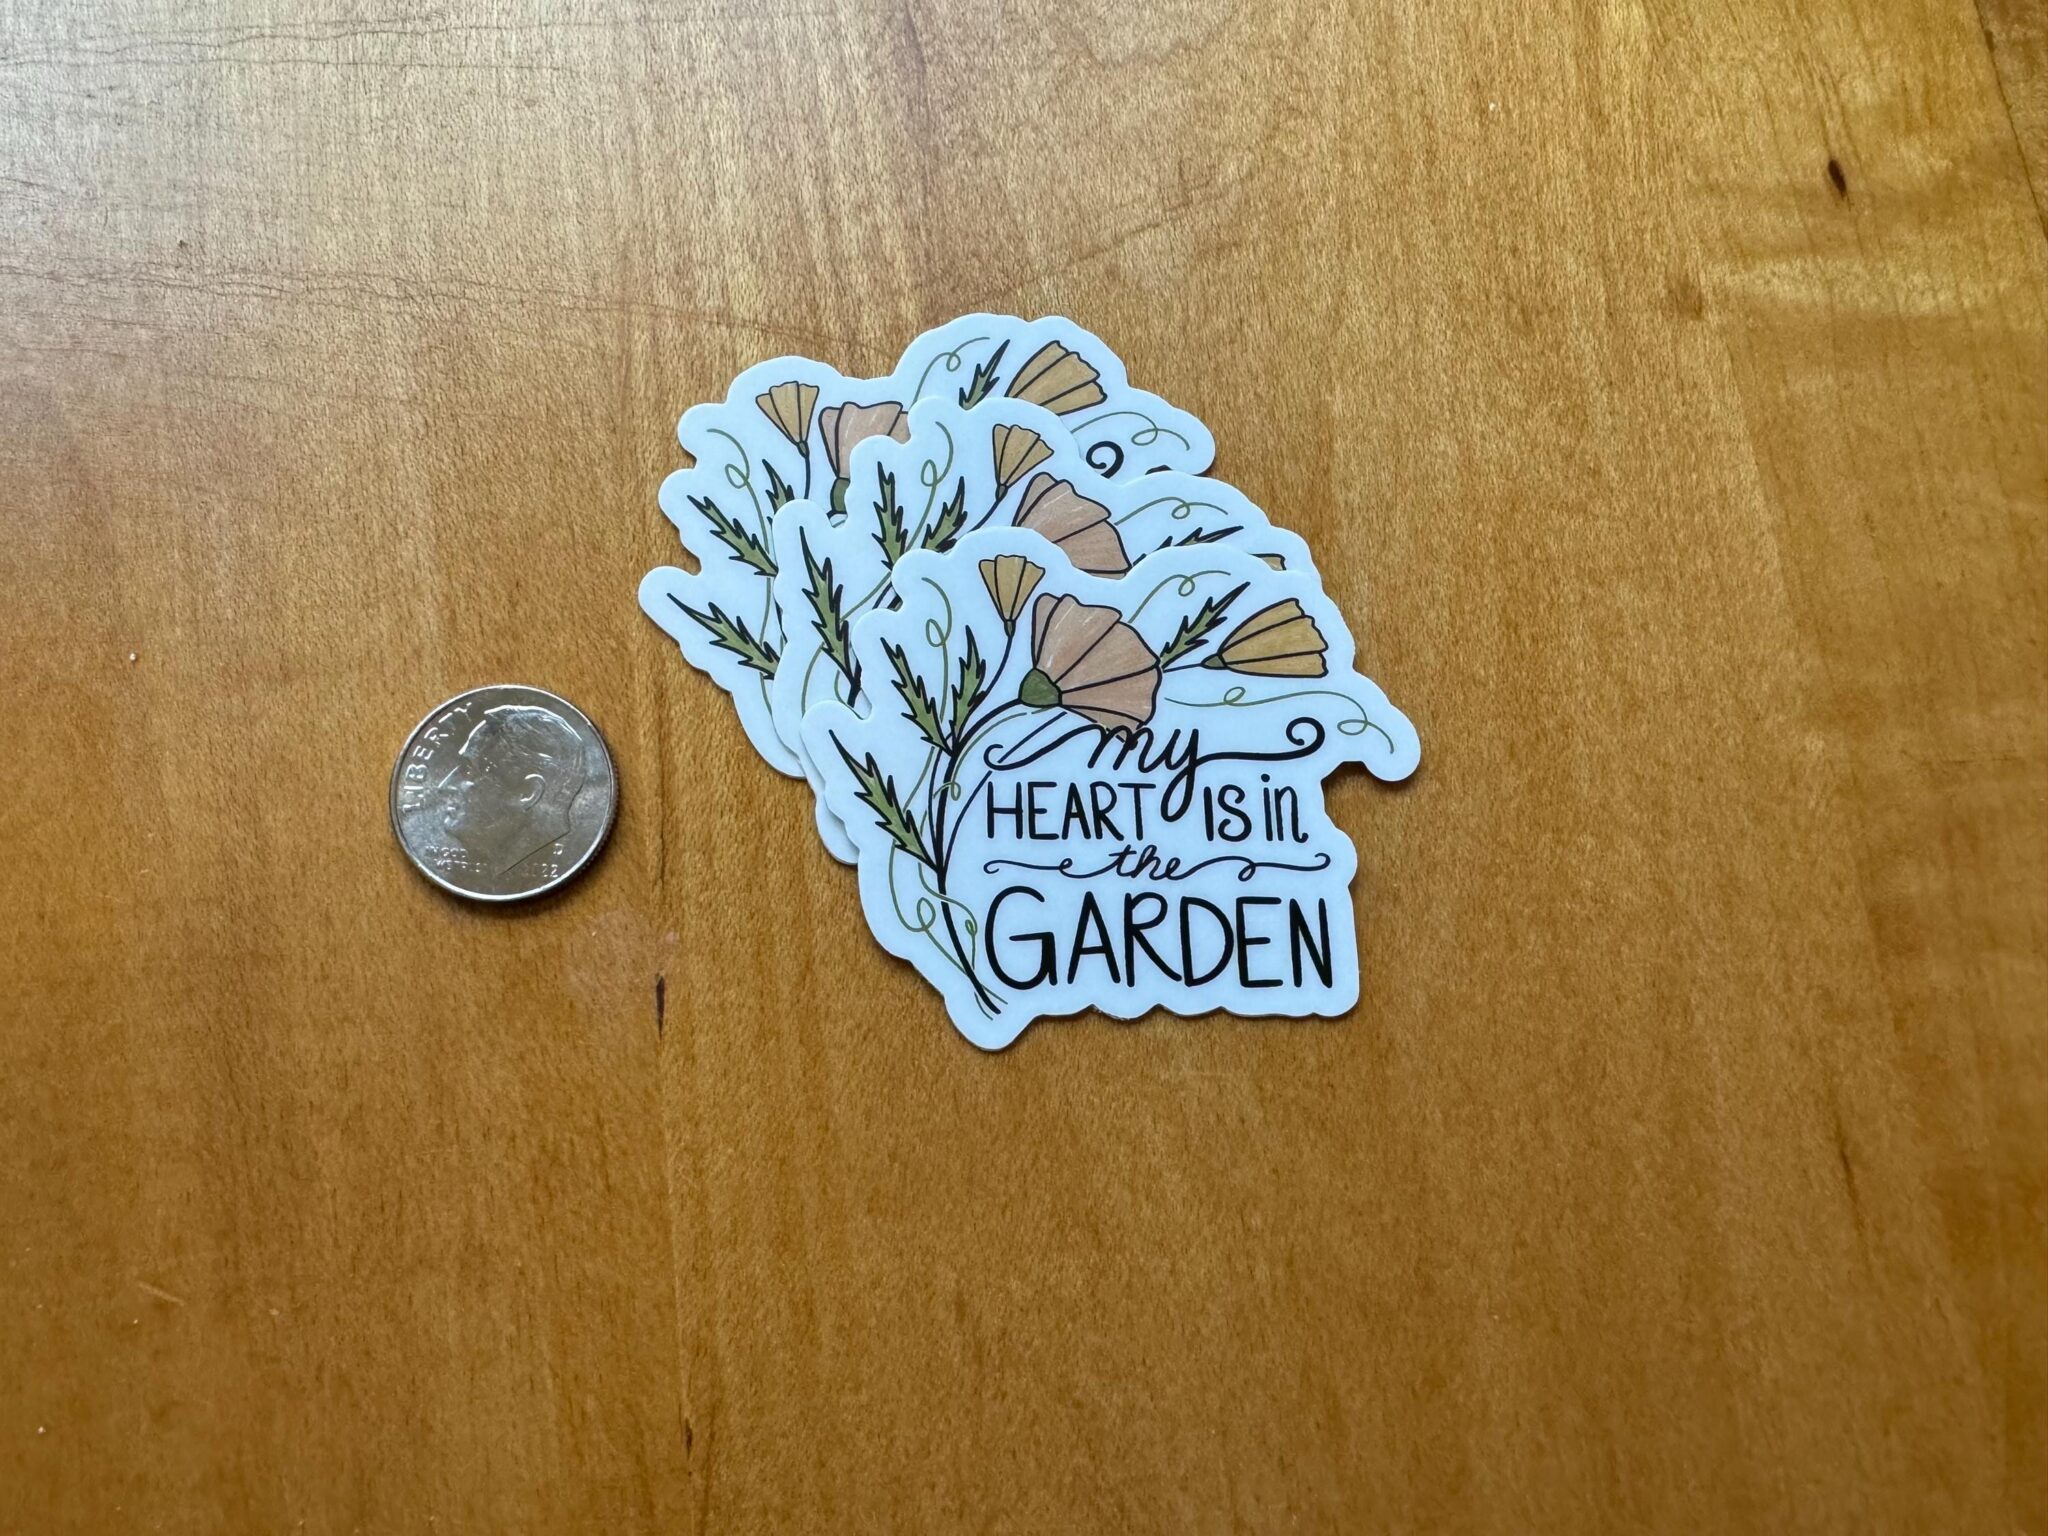 LIBERTY
IN GOD
WE TRUST
D
2022
my
HEART IS in
the
GARDEN